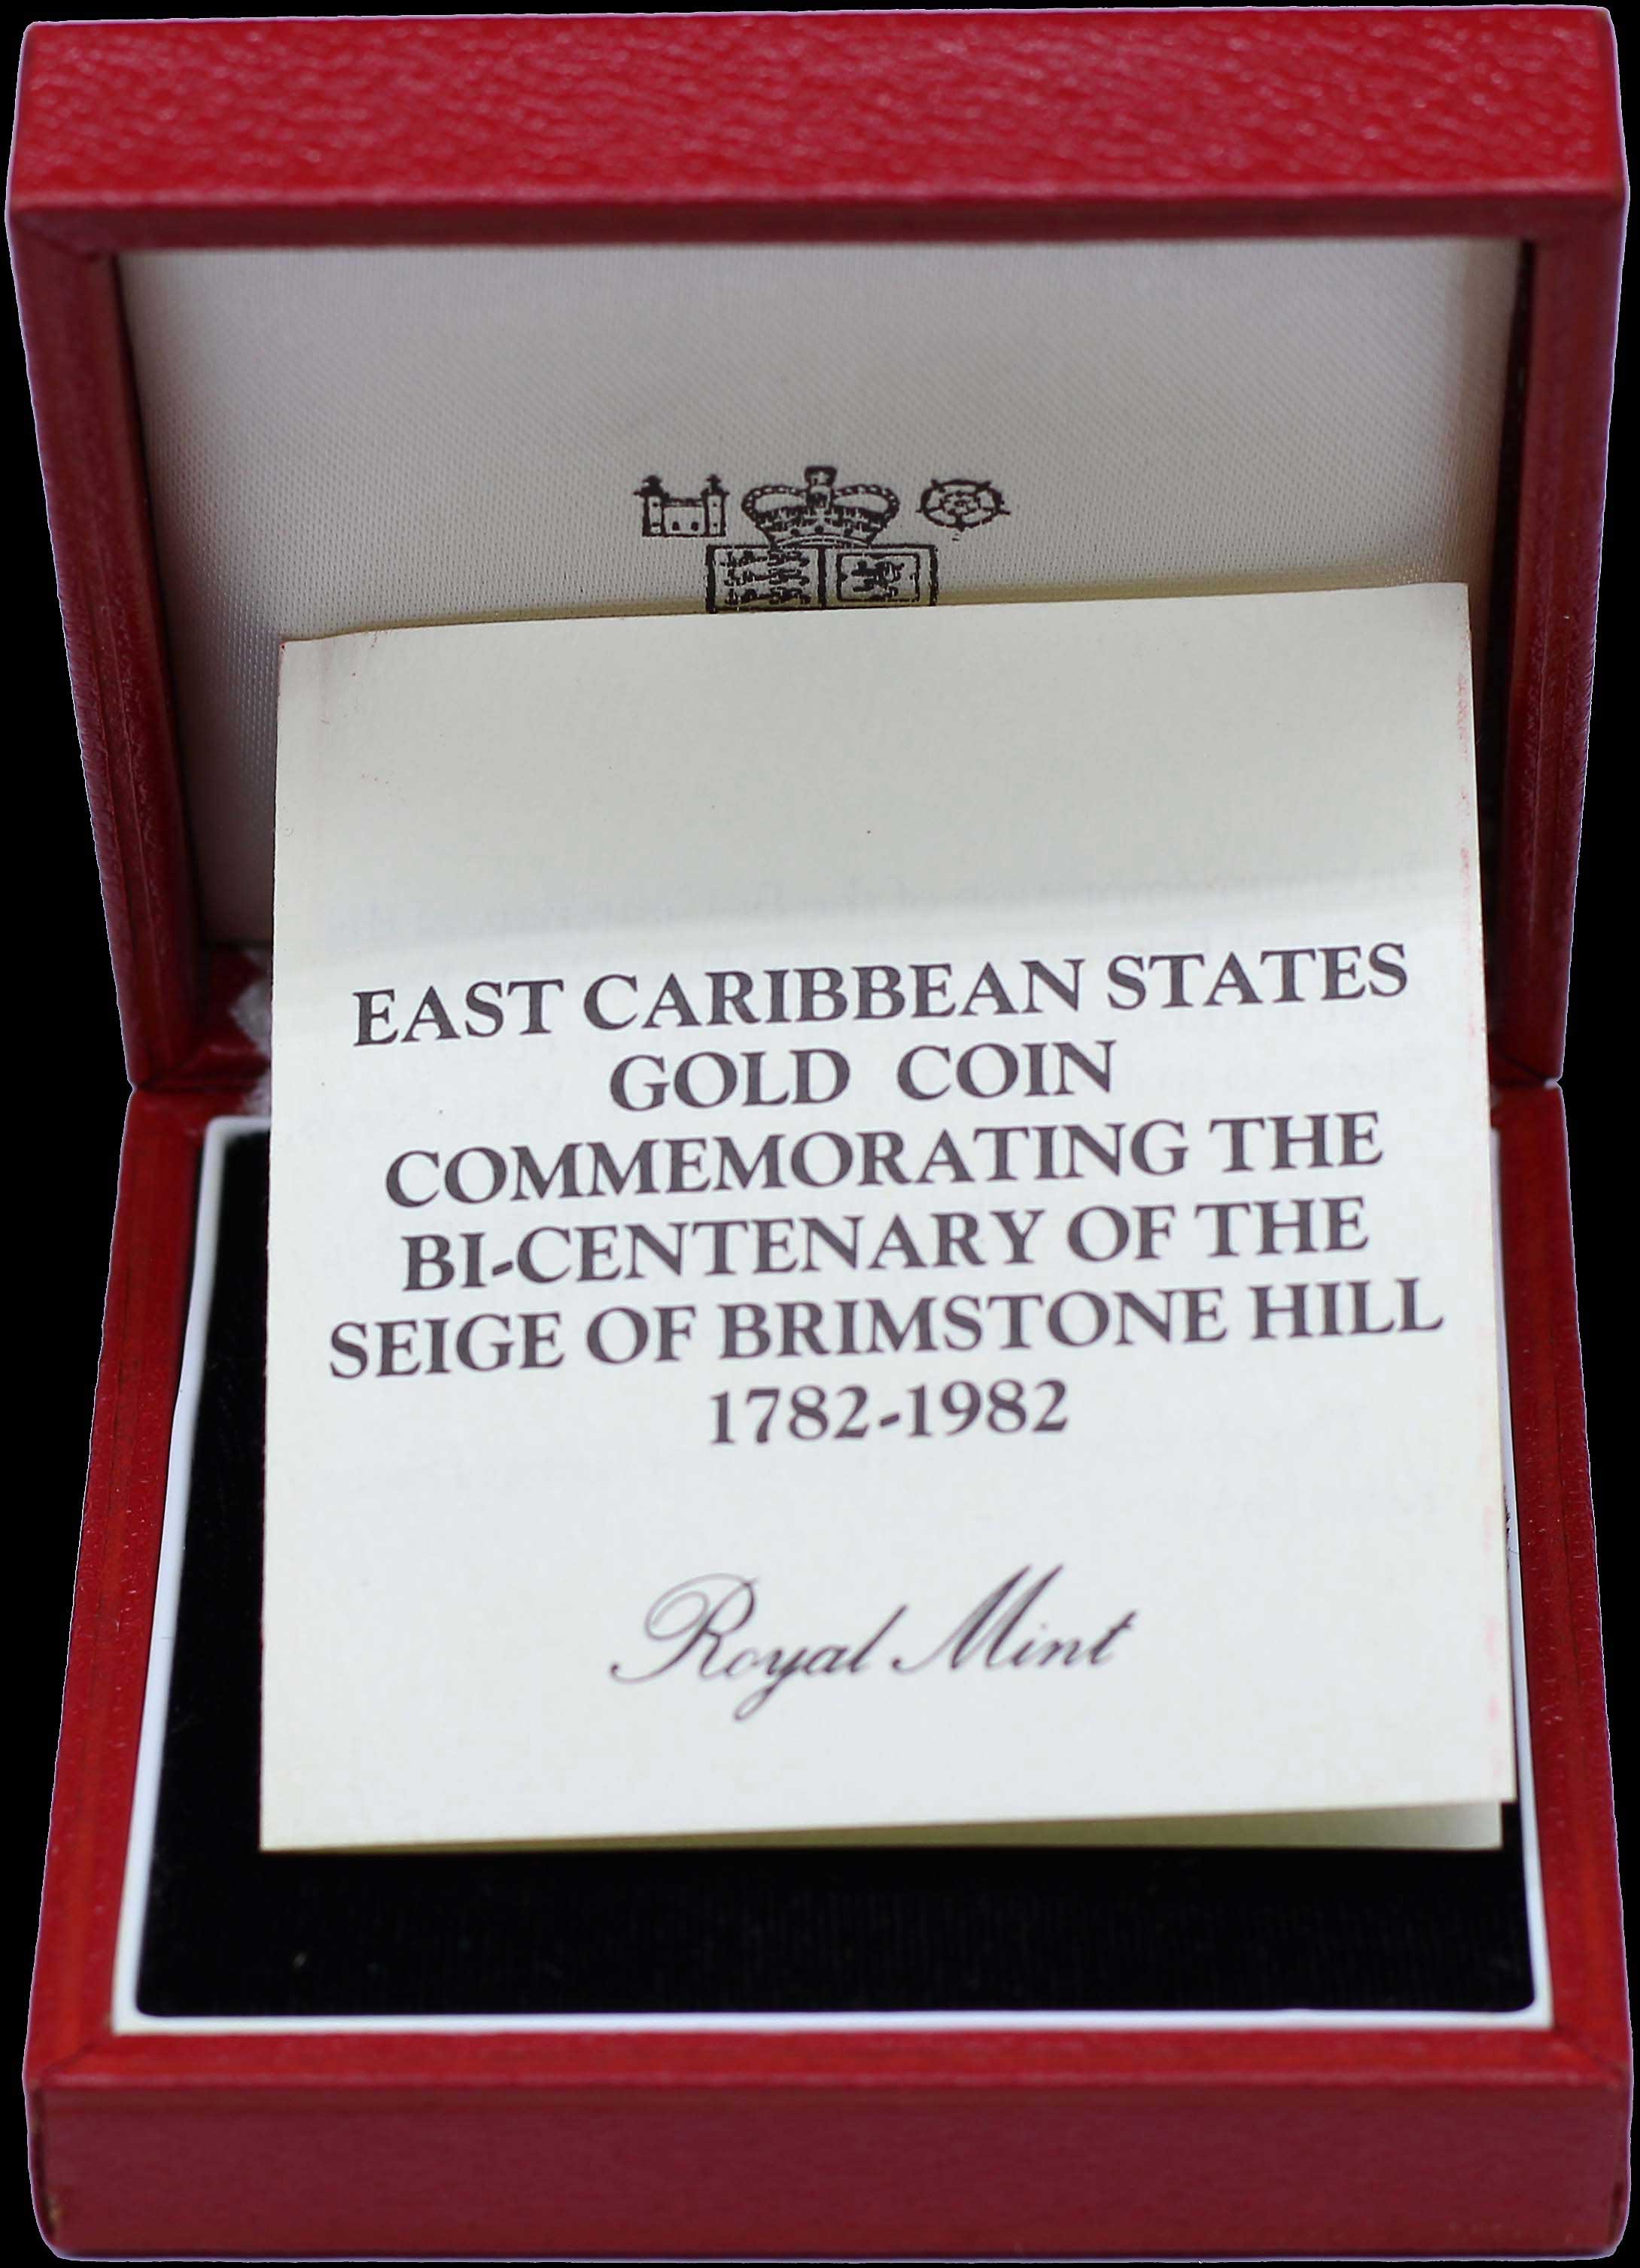 EAST CARIBBEAN STATES
GOLD COIN
COMMEMORATING THE
BI-CENTENARY OF THE
SEIGE OF BRIMSTONE HILL
1782-1982
Royal Mint